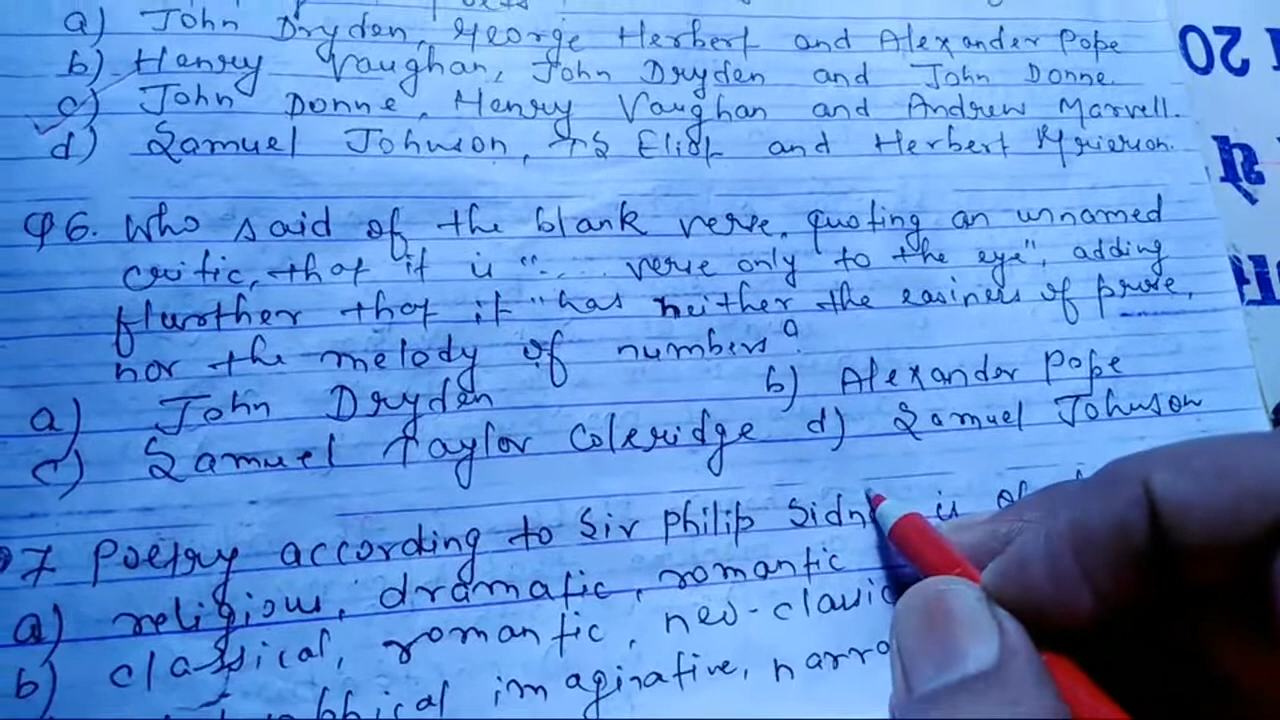 a) John Dryden, George Herbert and Alexander Pope
b) Henry Vaughan, John Dryden and John Donne.
c) John Donne, Henry Vaughan and Andrew Marvell.
d) Samuel Johnson, TS Eliot and Herbert Grierson.
Q6. Who said of the blank verse, quoting an unnamed
critic, that it is "..... verse only to the eye", adding
further that it "has neither the easiness of prose,
nor the melody of numbers?
a) John Dryden b) Alexander Pope
c) Samuel Taylor Coleridge d) Samuel Johnson
7 Poetry according to Sir Philip is of
a) religious, dramatic, romantic
b) classical, romantic,
imaginative,
20